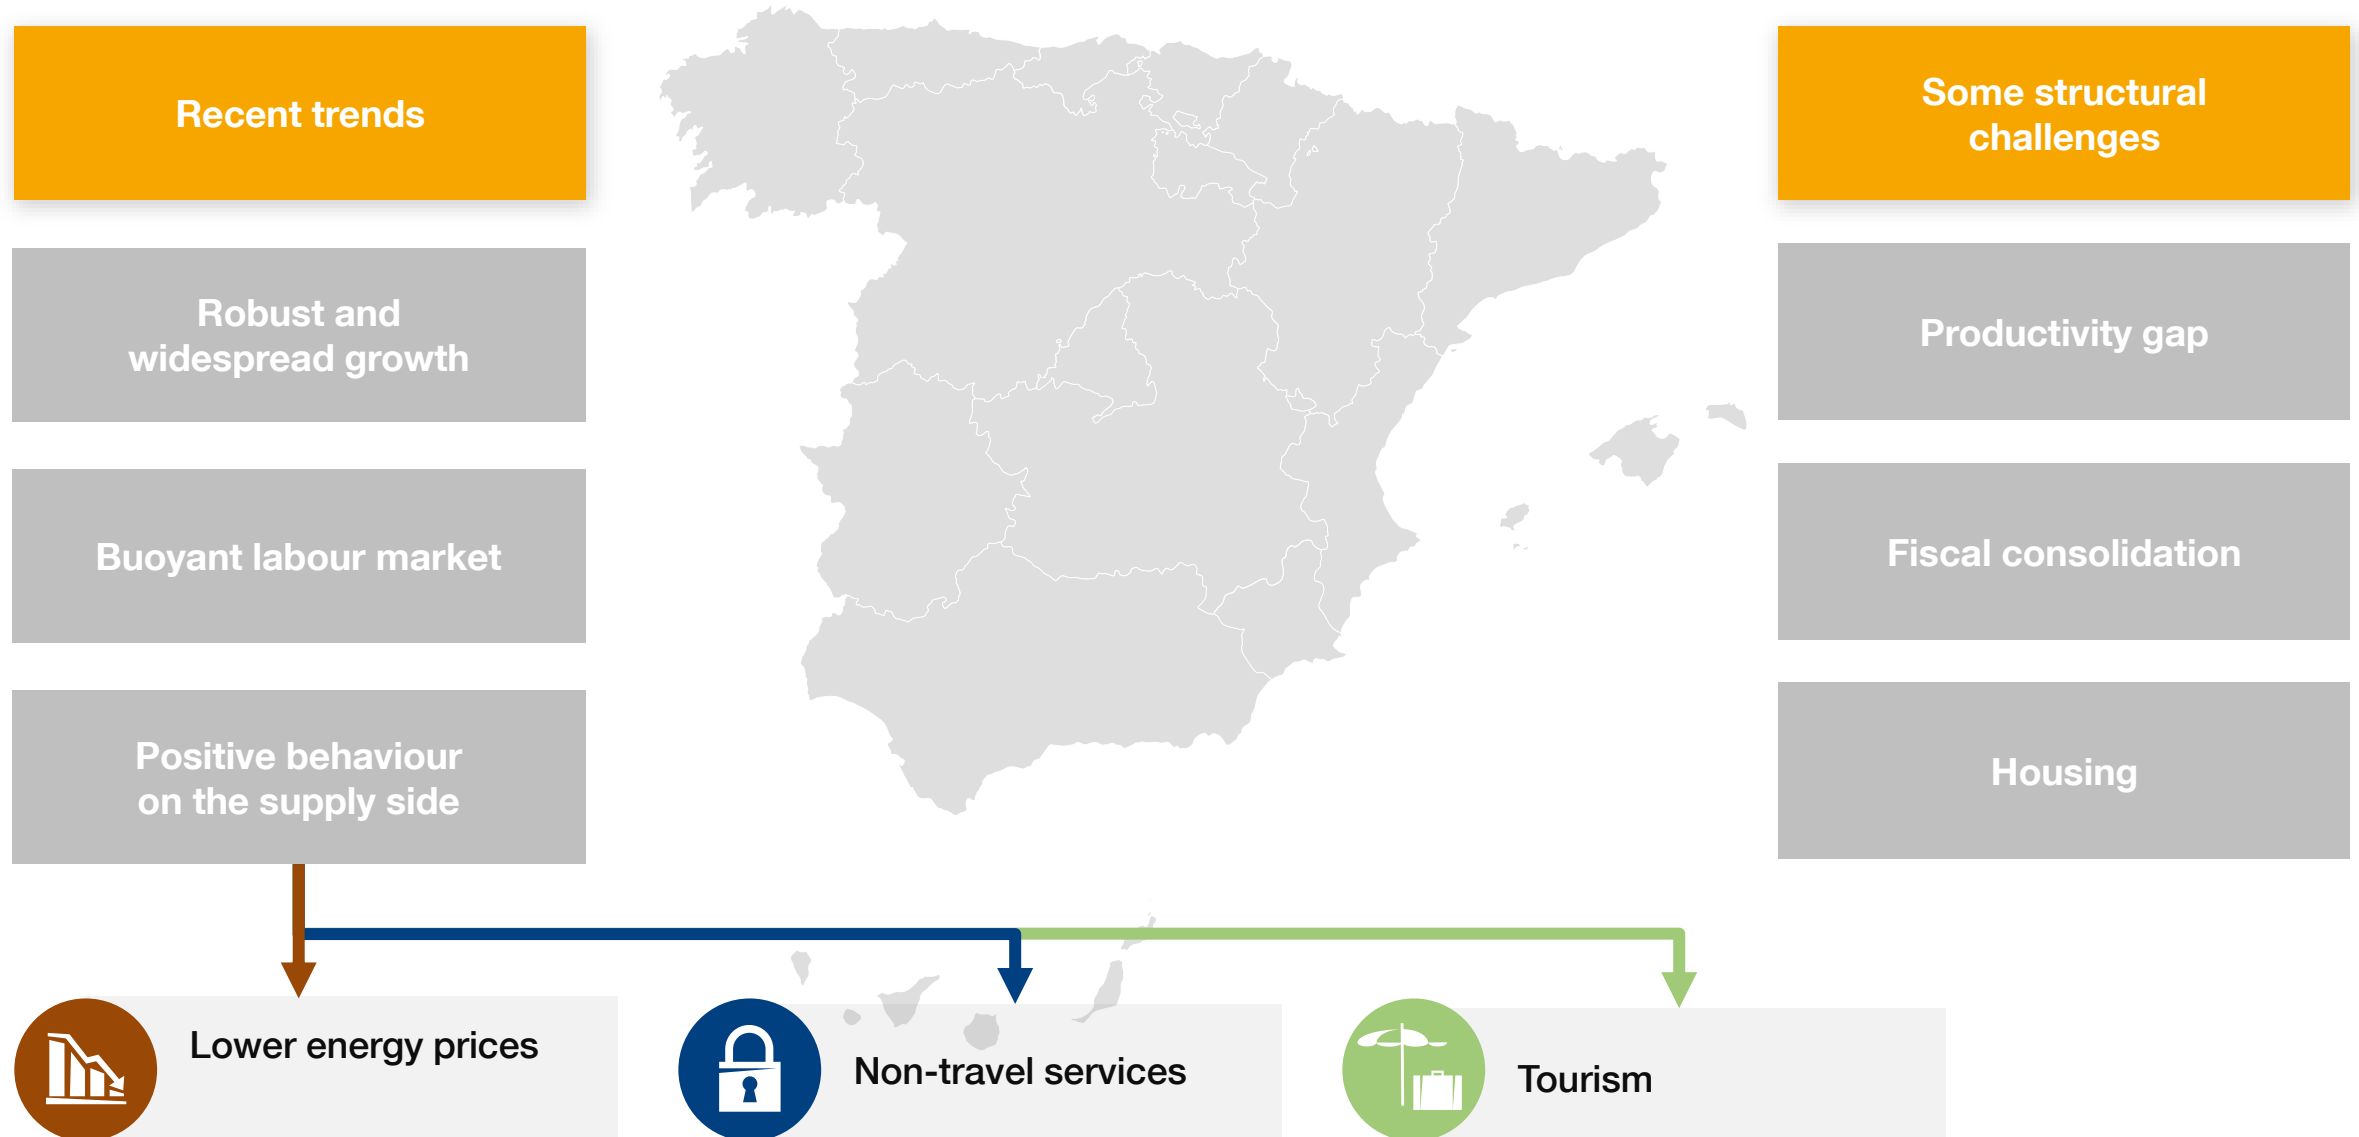 Recent trends
Robust and
widespread growth
Buoyant labour market
Positive behaviour
on the supply side
Some structural
challenges
Productivity gap
Fiscal consolidation
Housing
Lower energy prices
Non-travel services
Tourism